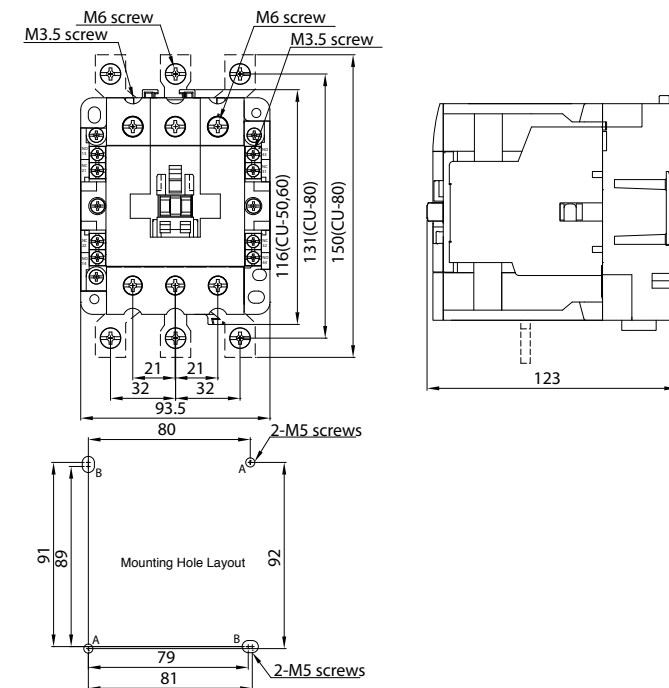 M6 screw
M6 screw
M3.5 screw
M3.5 screw
116(CU-50,60)
131(CU-80)
150(CU-80)
21
21
32
32
93.5
123
80
2-M5 screws
B
A
91
89
Mounting Hole Layout
92
A
B
79
2-M5 screws
81